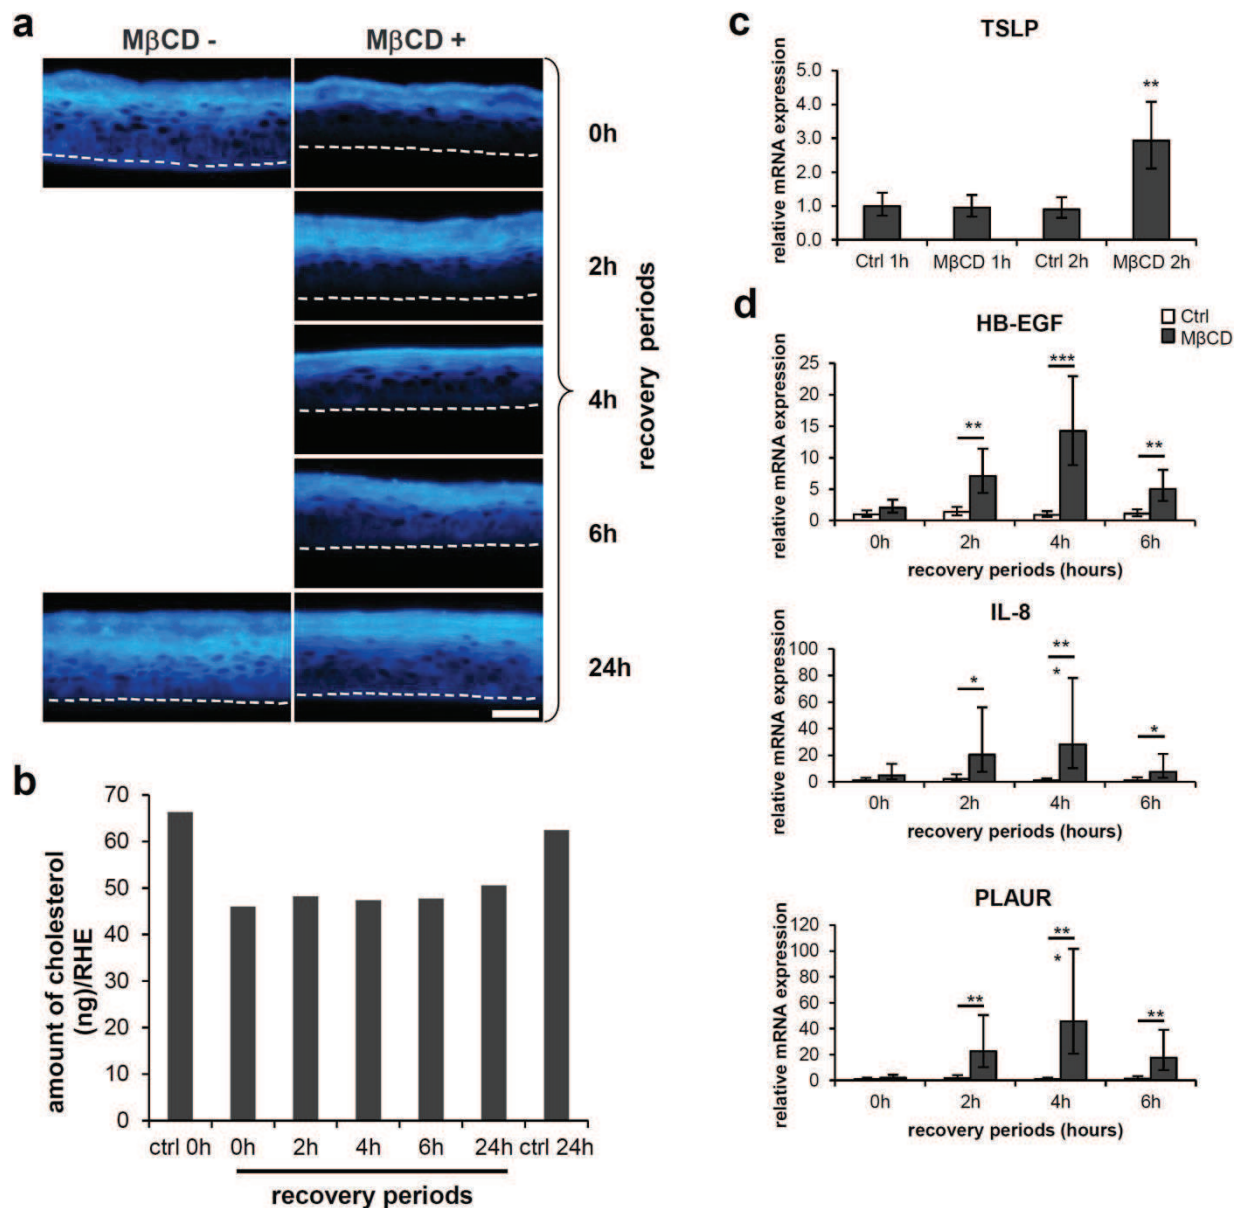 a
MβCD -
MβCD +
0h
2h
4h
6h
24h
recovery periods
b
amount of cholesterol
(ng)/RHE
70
60
50
40
30
20
10
0
ctrl 0h 0h 2h 4h 6h 24h ctrl 24h
recovery periods
c
TSLP
relative mRNA expression
5.0
4.0
3.0
2.0
1.0
0.0
**
Ctrl 1h MβCD 1h Ctrl 2h MβCD 2h
d
HB-EGF
Ctrl
MβCD
relative mRNA expression
25
20
15
10
5
0
**
***
**
0h 2h 4h 6h
recovery periods (hours)
IL-8
relative mRNA expression
100
80
60
40
20
0
*
**
*
*
0h 2h 4h 6h
recovery periods (hours)
PLAUR
relative mRNA expression
120
100
80
60
40
20
0
**
**
*
**
0h 2h 4h 6h
recovery periods (hours)